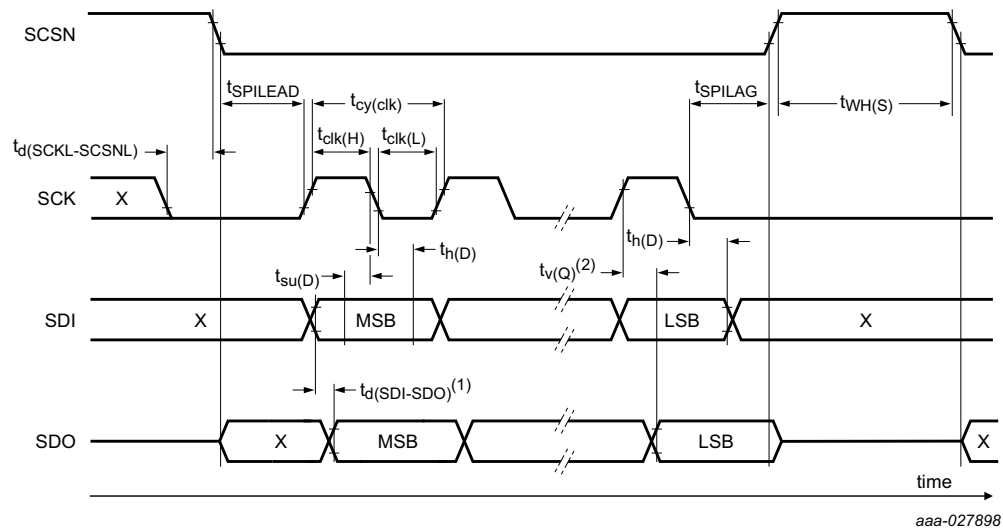 SCSN
tSPILEAD
tcy(clk)
tSPILAG
tWH(S)
tclk(H)
tclk(L)
td(SCKL-SCSNL)
SCK
X
th(D)
th(D)
tsu(D)
tv(Q)(2)
SDI
X
MSB
LSB
X
td(SDI-SDO)(1)
SDO
X
MSB
LSB
X
time
aaa-027898